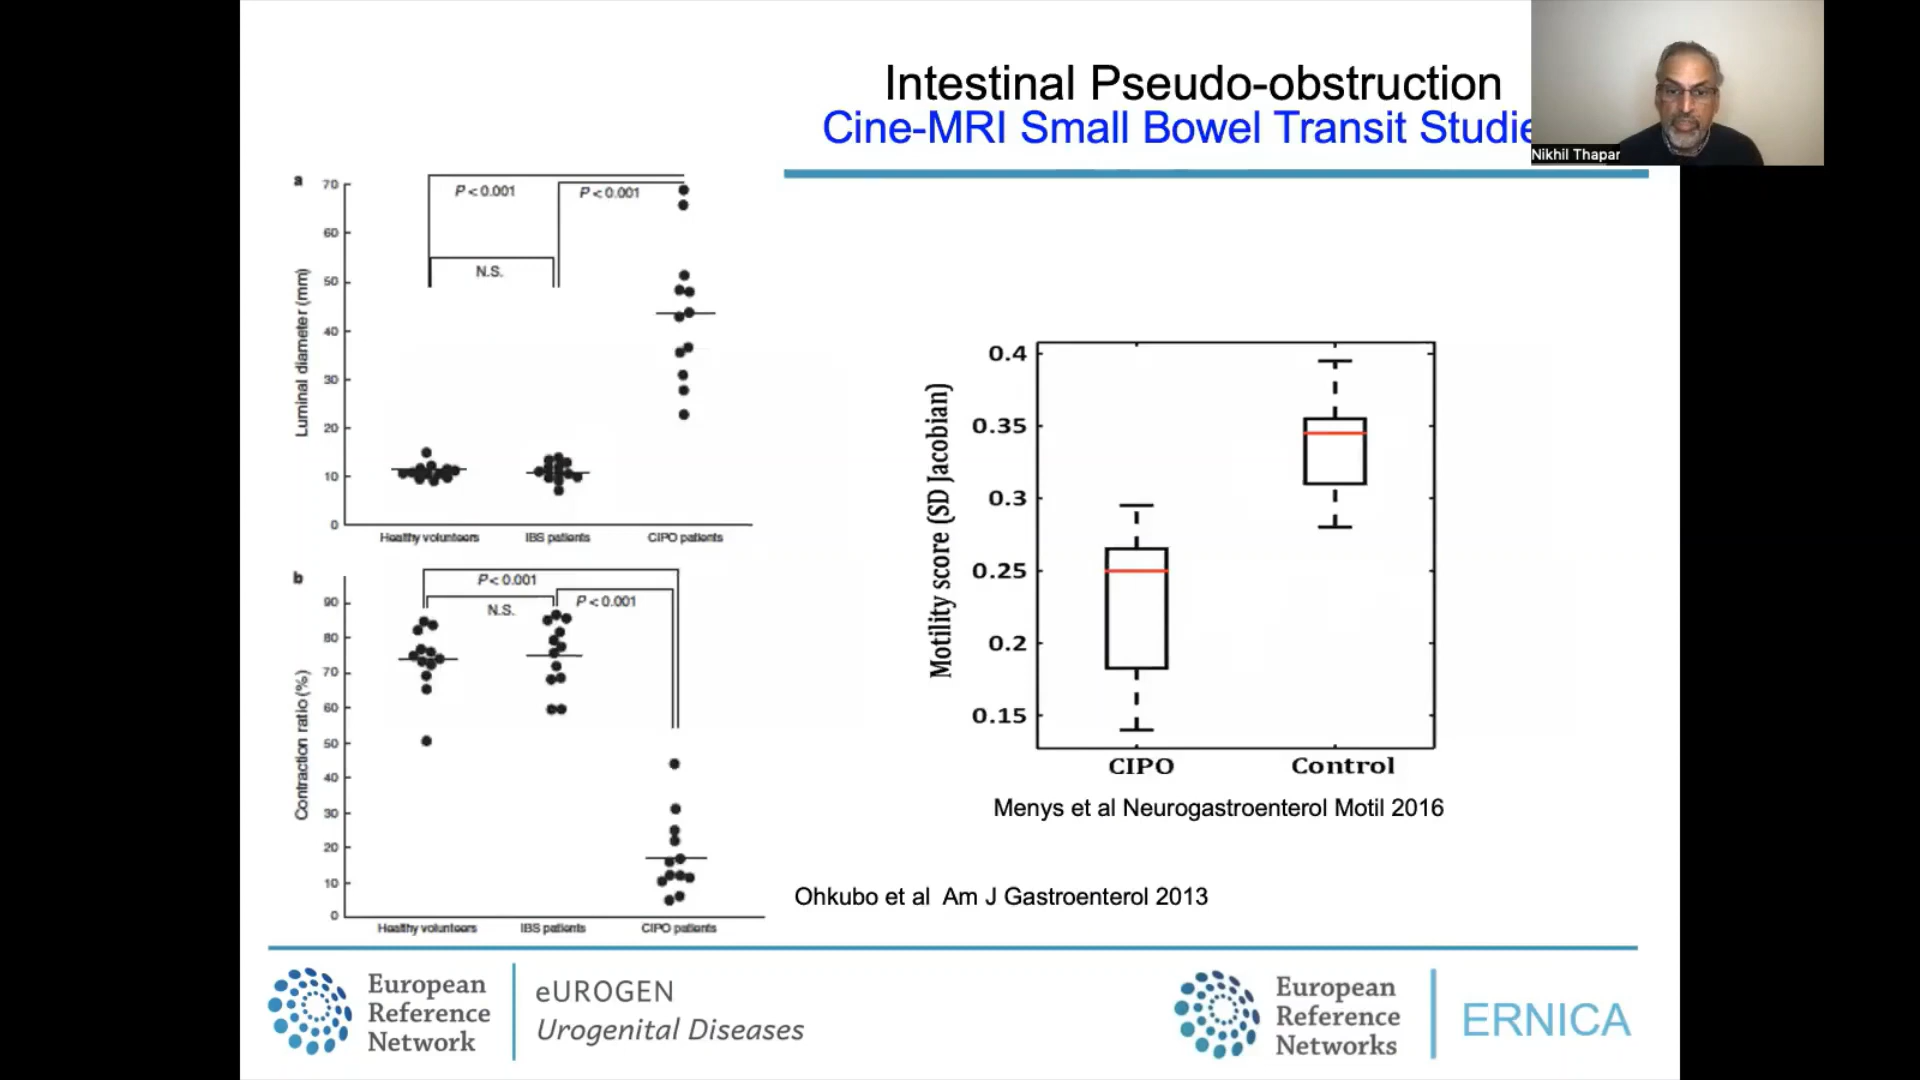 Intestinal Pseudo-obstruction
Cine-MRI Small Bowel Transit Studie
Nikhil Thapar
a
70
60
50
40
30
20
10
0
Luminal diameter (mm)
P < 0.001
P < 0.001
N.S.
Healthy volunteers
IBS patients
CIPO patients
b
90
80
70
60
50
40
30
20
10
0
Contraction ratio (%)
P < 0.001
N.S.
P < 0.001
Healthy volunteers
IBS patients
CIPO patients
0.4
0.35
0.3
0.25
0.2
0.15
Motility score (SD Jacobian)
CIPO
Control
Menys et al Neurogastroenterol Motil 2016
Ohkubo et al Am J Gastroenterol 2013
European
Reference
Network
eUROGEN
Urogenital Diseases
European
Reference
Networks
ERNICA